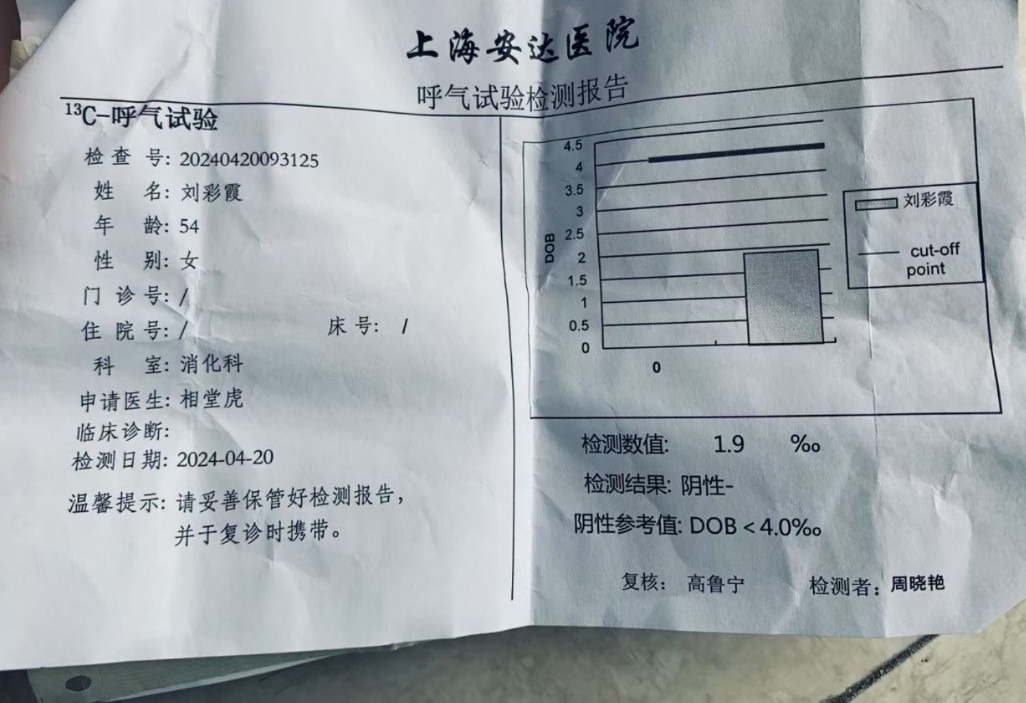 上海安达医院
呼气试验检测报告
¹³C-呼气试验
检查 号: 20240420093125
姓 名: 刘彩霞
年 龄: 54
性 别: 女
门 诊 号: /
住 院 号: / 床 号: /
科 室: 消化科
申请医生: 相堂虎
临床诊断:
检测日期: 2024-04-20
温馨提示: 请妥善保管好检测报告,
并于复诊时携带。
DOB
4.5
4
3.5
3
2.5
2
1.5
1
0.5
0
0
刘彩霞
cut-off
point
检测数值: 1.9 ‰
检测结果: 阴性-
阴性参考值: DOB < 4.0‰
复核: 高鲁宁 检测者: 周晓艳